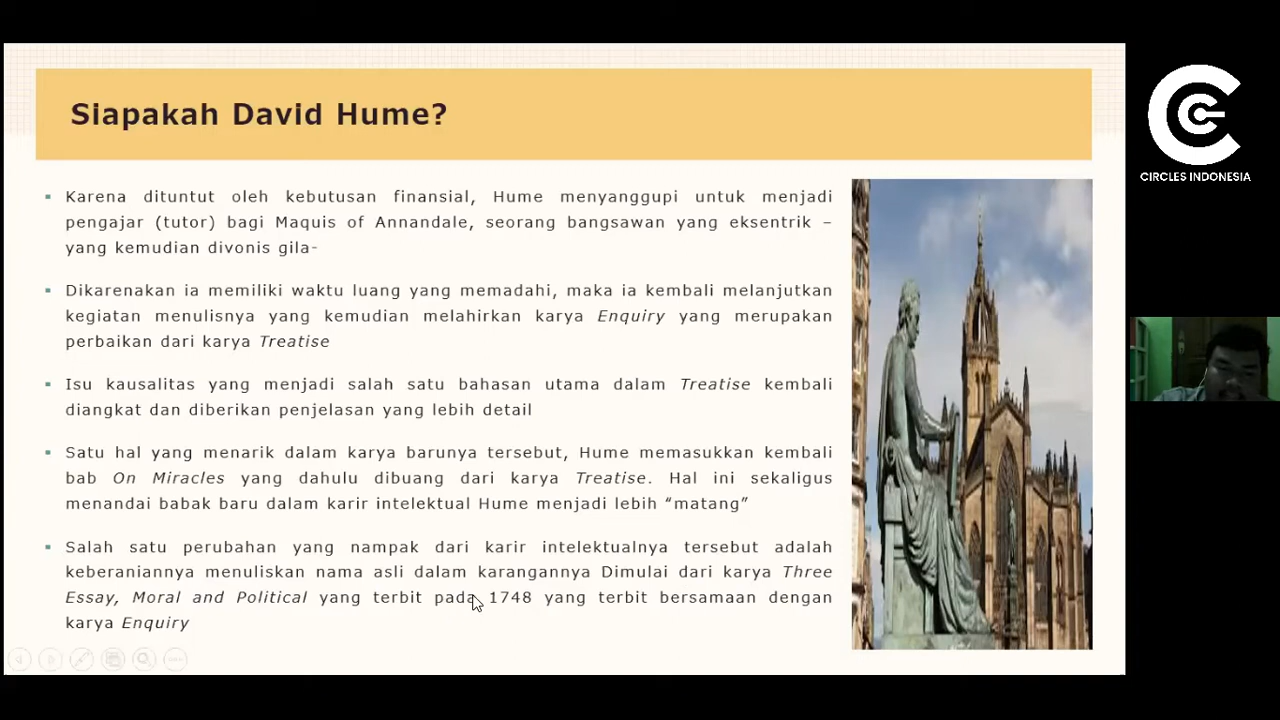 Siapakah David Hume?
Karena dituntut oleh kebutusan finansial, Hume menyanggupi untuk menjadi
pengajar (tutor) bagi Maquis of Annandale, seorang bangsawan yang eksentrik –
yang kemudian divonis gila-
Dikarenakan ia memiliki waktu luang yang memadahi, maka ia kembali melanjutkan
kegiatan menulisnya yang kemudian melahirkan karya Enquiry yang merupakan
perbaikan dari karya Treatise
Isu kausalitas yang menjadi salah satu bahasan utama dalam Treatise kembali
diangkat dan diberikan penjelasan yang lebih detail
Satu hal yang menarik dalam karya barunya tersebut, Hume memasukkan kembali
bab On Miracles yang dahulu dibuang dari karya Treatise. Hal ini sekaligus
menandai babak baru dalam karir intelektual Hume menjadi lebih “matang”
Salah satu perubahan yang nampak dari karir intelektualnya tersebut adalah
keberaniannya menuliskan nama asli dalam karangannya Dimulai dari karya Three
Essay, Moral and Political yang terbit pada 1748 yang terbit bersamaan dengan
karya Enquiry
CIRCLES INDONESIA